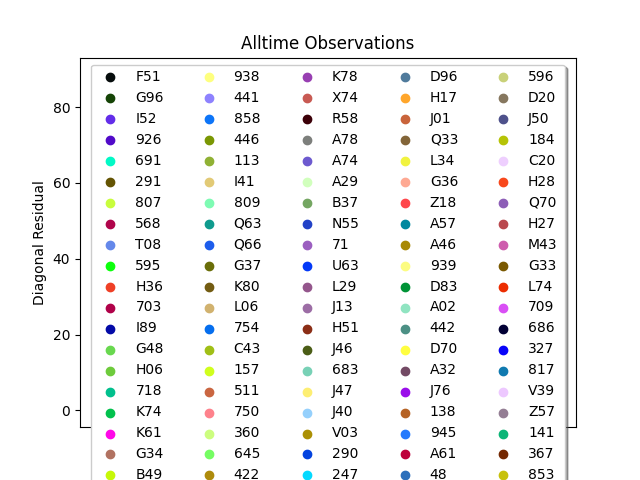 Alltime Observations
Diagonal Residual
80
60
40
20
0
F51 938 K78 D96 596
G96 441 X74 H17 D20
I52 858 R58 J01 J50
926 446 A78 Q33 184
691 113 A74 L34 C20
291 I41 A29 G36 H28
807 809 B37 Z18 Q70
568 Q63 N55 A57 H27
T08 Q66 71 A46 M43
595 G37 U63 939 G33
H36 K80 L29 D83 L74
703 L06 J13 A02 709
I89 754 H51 442 686
G48 C43 J46 D70 327
H06 157 683 A32 817
718 511 J47 J76 V39
K74 750 J40 138 Z57
K61 360 V03 945 141
G34 645 290 A61 367
B49 422 247 48 853